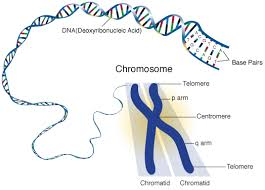 DNA(Deoxyribonucleic Acid)
Base Pairs
Chromosome
Telomere
p arm
Centromere
q arm
Telomere
Chromatid Chromatid